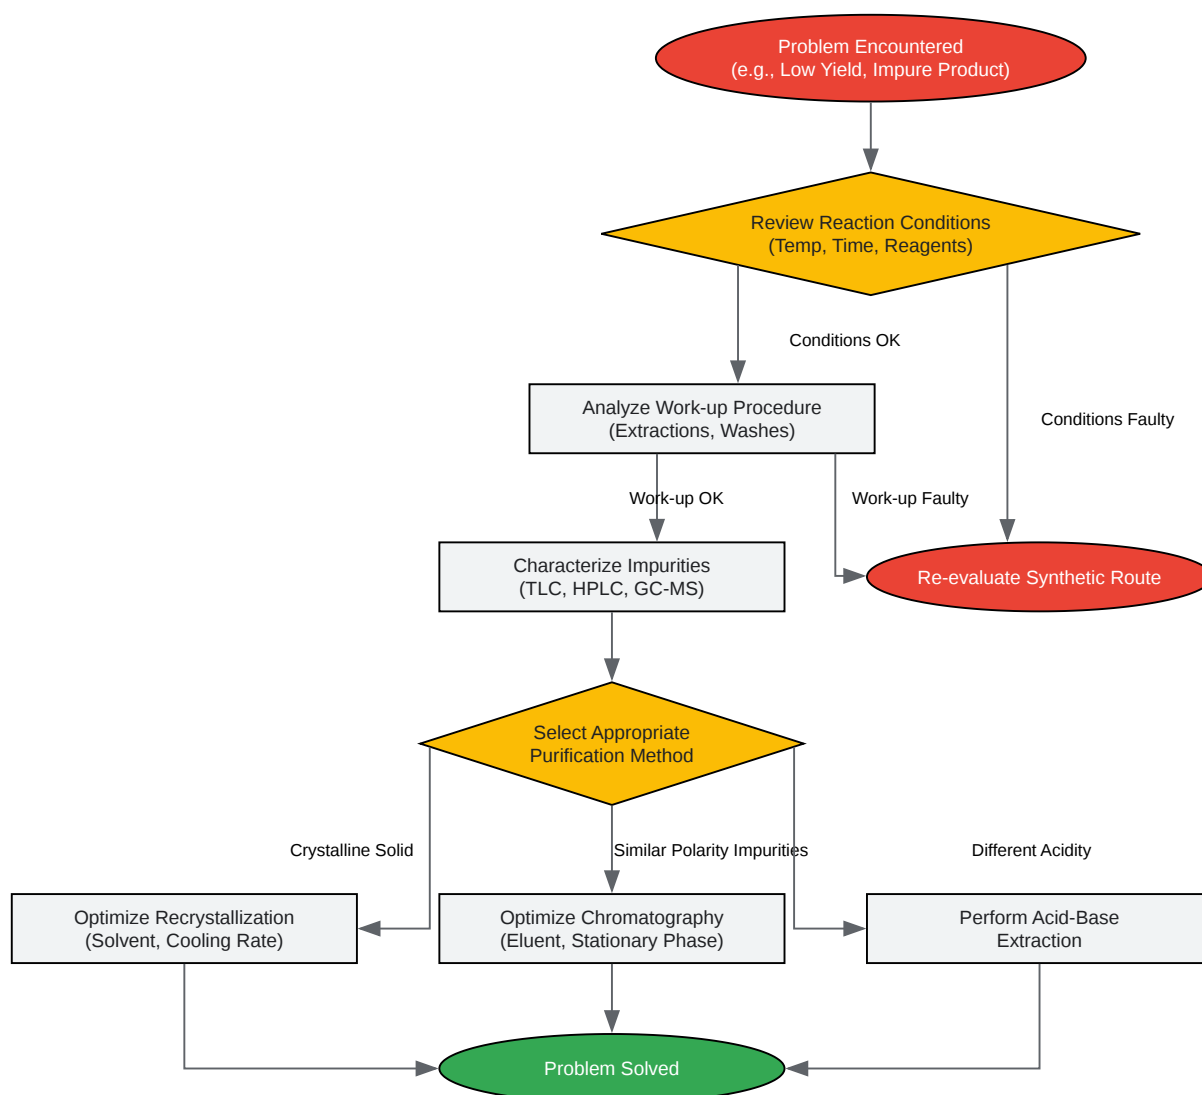 Problem Encountered
(e.g., Low Yield, Impure Product)
Review Reaction Conditions
(Temp, Time, Reagents)
Conditions OK
Analyze Work-up Procedure
(Extractions, Washes)
Conditions Faulty
Work-up OK
Work-up Faulty
Characterize Impurities
(TLC, HPLC, GC-MS)
Re-evaluate Synthetic Route
Select Appropriate
Purification Method
Crystalline Solid
Similar Polarity Impurities
Different Acidity
Optimize Recrystallization
(Solvent, Cooling Rate)
Optimize Chromatography
(Eluent, Stationary Phase)
Perform Acid-Base
Extraction
Problem Solved